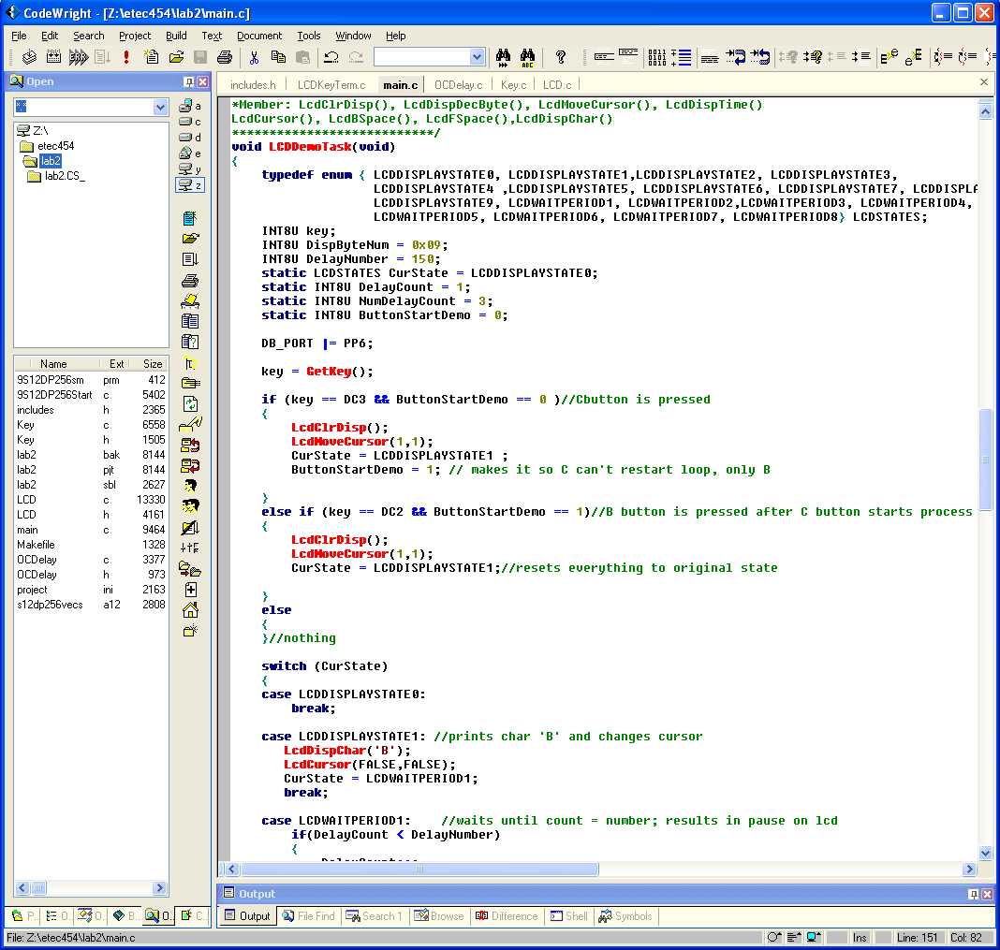 CodeWright - [Z:\etec454\lab2\main.c]
File Edit Search Project Build Text Document Tools Window Help
Open
includes.h LCDKeyTerm.c main.c OCDelay.c Key.c LCD.c
*.*
a
c
d
e
y
z
Z:\
etec454
lab2
lab2.CS_
Name Ext Size
9S12DP256sm prm 412
9S12DP256Start c 5402
includes h 2365
Key c 6558
Key h 1505
lab2 bak 8144
lab2 pjt 8144
lab2 sbl 2627
LCD c 13330
LCD h 4161
main c 9464
Makefile 1328
OCDelay c 3377
OCDelay h 973
project ini 2163
s12dp256vecs a12 2808
*Member: LcdClrDisp(), LcdDispDecByte(), LcdMoveCursor(), LcdDispTime()
LcdCursor(), LcdBSpace(), LcdFSpace(),LcdDispChar()
***************************/
void LCDDemoTask(void)
{
typedef enum { LCDDISPLAYSTATE0, LCDDISPLAYSTATE1,LCDDISPLAYSTATE2, LCDDISPLAYSTATE3,
LCDDISPLAYSTATE4 ,LCDDISPLAYSTATE5, LCDDISPLAYSTATE6, LCDDISPLAYSTATE7, LCDDISPLA
LCDDISPLAYSTATE9, LCDWAITPERIOD1, LCDWAITPERIOD2,LCDWAITPERIOD3, LCDWAITPERIOD4,
LCDWAITPERIOD5, LCDWAITPERIOD6, LCDWAITPERIOD7, LCDWAITPERIOD8} LCDSTATES;
INT8U key;
INT8U DispByteNum = 0x09;
INT8U DelayNumber = 150;
static LCDSTATES CurState = LCDDISPLAYSTATE0;
static INT8U DelayCount = 1;
static INT8U NumDelayCount = 3;
static INT8U ButtonStartDemo = 0;
DB_PORT |= PP6;
key = GetKey();
if (key == DC3 && ButtonStartDemo == 0 )//Cbutton is pressed
{
LcdClrDisp();
LcdMoveCursor(1,1);
CurState = LCDDISPLAYSTATE1 ;
ButtonStartDemo = 1; // makes it so C can't restart loop, only B
}
else if (key == DC2 && ButtonStartDemo == 1)//B button is pressed after C button starts process
{
LcdClrDisp();
LcdMoveCursor(1,1);
CurState = LCDDISPLAYSTATE1;//resets everything to original state
}
else
{
}//nothing
switch (CurState)
{
case LCDDISPLAYSTATE0:
break;
case LCDDISPLAYSTATE1: //prints char 'B' and changes cursor
LcdDispChar('B');
LcdCursor(FALSE,FALSE);
CurState = LCDWAITPERIOD1;
break;
case LCDWAITPERIOD1: //waits until count = number; results in pause on lcd
if(DelayCount < DelayNumber)
{
Output
P.. O.. O.. B.. O.. C..
Output File Find Search 1 Browse Difference Shell Symbols
File: Z:\etec454\lab2\main.c Ins Line: 151 Col: 82